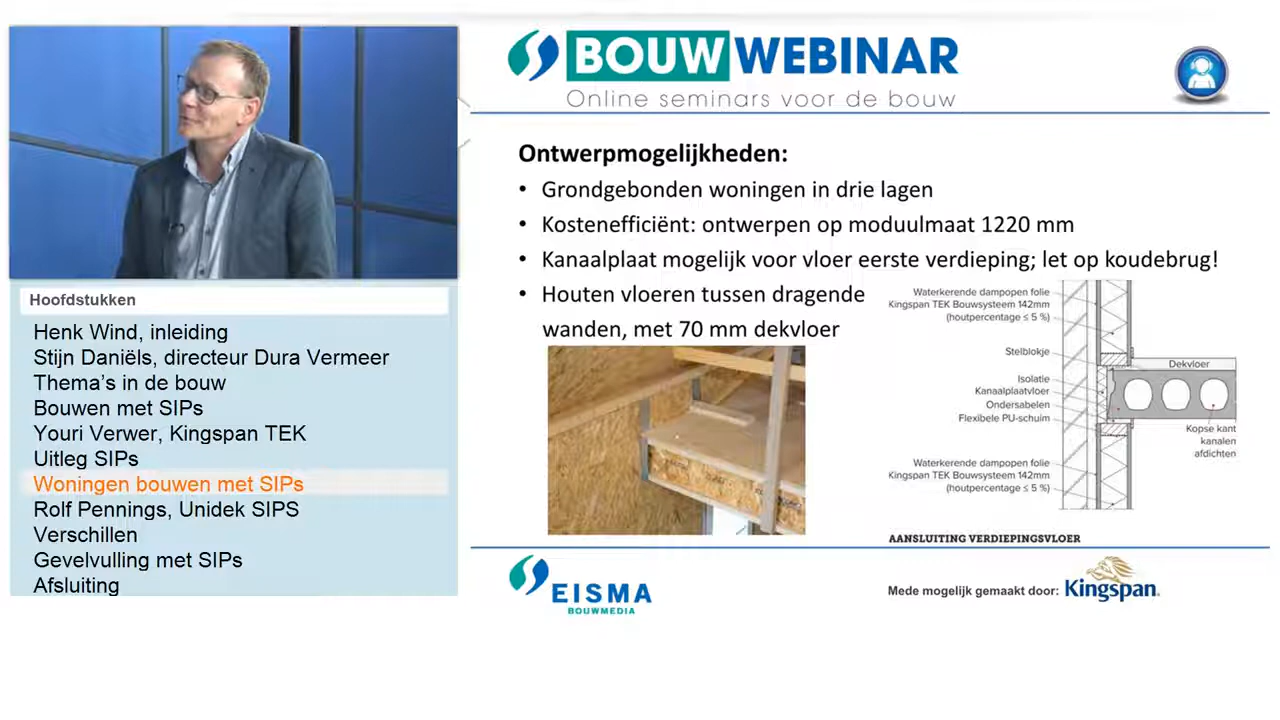 BOUW WEBINAR
Online seminars voor de bouw
Ontwerpmogelijkheden:
• Grondgebonden woningen in drie lagen
• Kostenefficiënt: ontwerpen op moduulmaat 1220 mm
• Kanaalplaat mogelijk voor vloer eerste verdieping; let op koudebrug!
• Houten vloeren tussen dragende
wanden, met 70 mm dekvloer
Waterkerende dampopen folie
Kingspan TEK Bouwsysteem 142mm
(houtpercentage ≤ 5 %)
Stelblokje
Dekvloer
Isolatie
Kanaalplaatvloer
Ondersabelen
Flexibele PU-schuim
Kopse kant
kanalen
afdichten
Waterkerende dampopen folie
Kingspan TEK Bouwsysteem 142mm
(houtpercentage ≤ 5 %)
AANSLUITING VERDIEPINGSVLOER
Hoofdstukken
Henk Wind, inleiding
Stijn Daniëls, directeur Dura Vermeer
Thema's in de bouw
Bouwen met SIPs
Youri Verwer, Kingspan TEK
Uitleg SIPs
Woningen bouwen met SIPs
Rolf Pennings, Unidek SIPS
Verschillen
Gevelvulling met SIPs
Afsluiting
EISMA
BOUWMEDIA
Mede mogelijk gemaakt door: Kingspan.